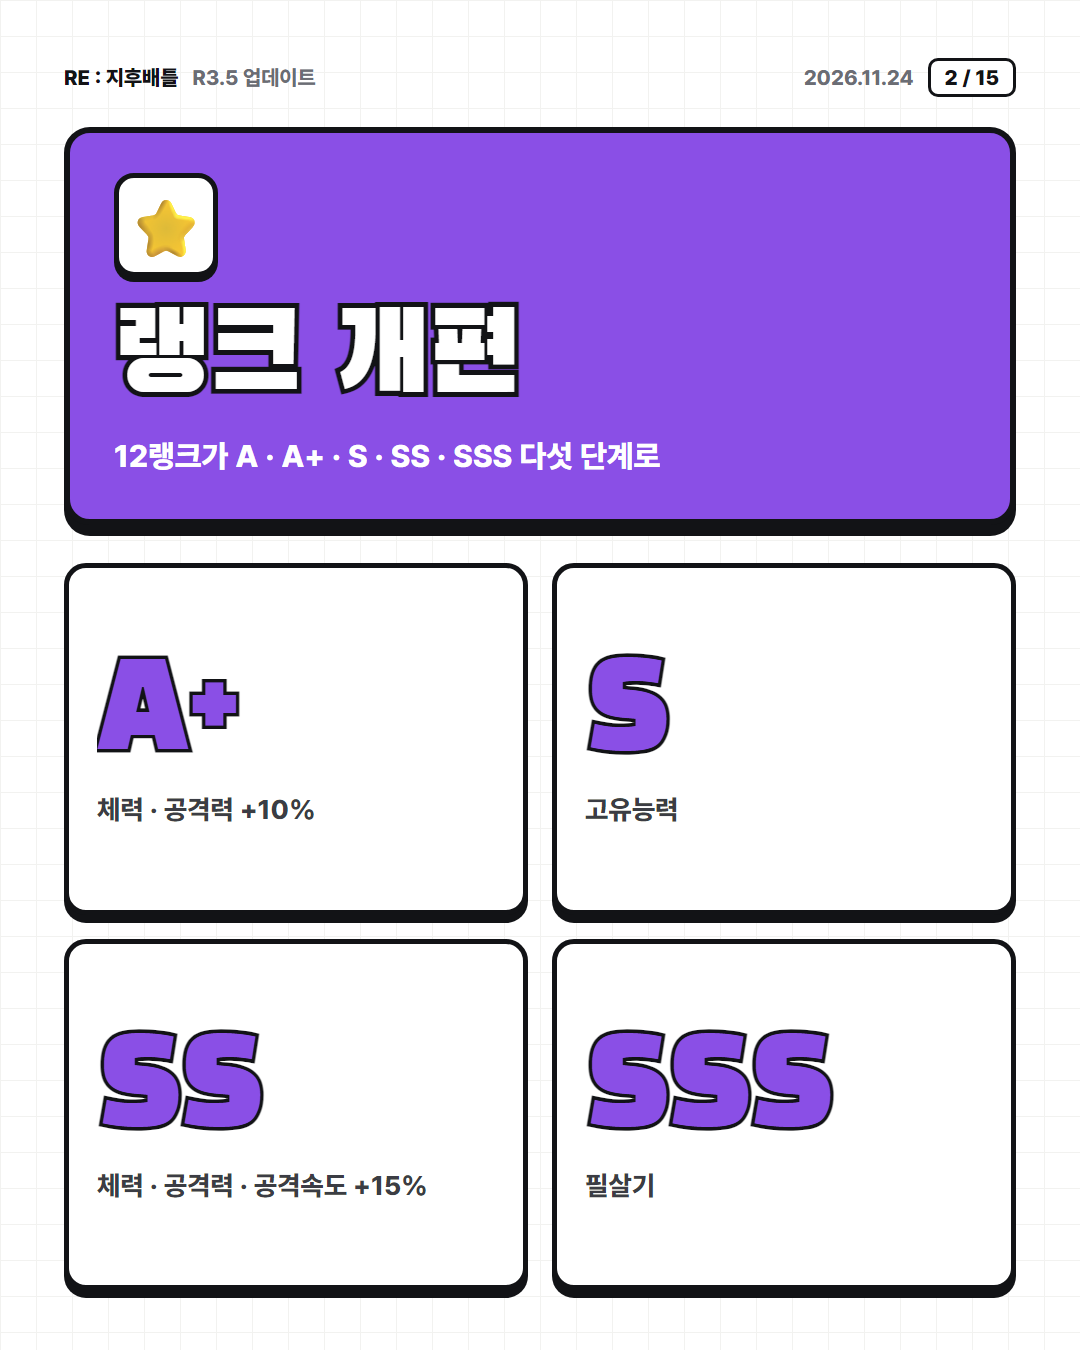 RE : 지후배틀 R3.5 업데이트
2026.11.24 2 / 15
랭크 개편
12랭크가 A · A+ · S · SS · SSS 다섯 단계로
A+
체력 · 공격력 +10%
S
고유능력
SS
체력 · 공격력 · 공격속도 +15%
SSS
필살기